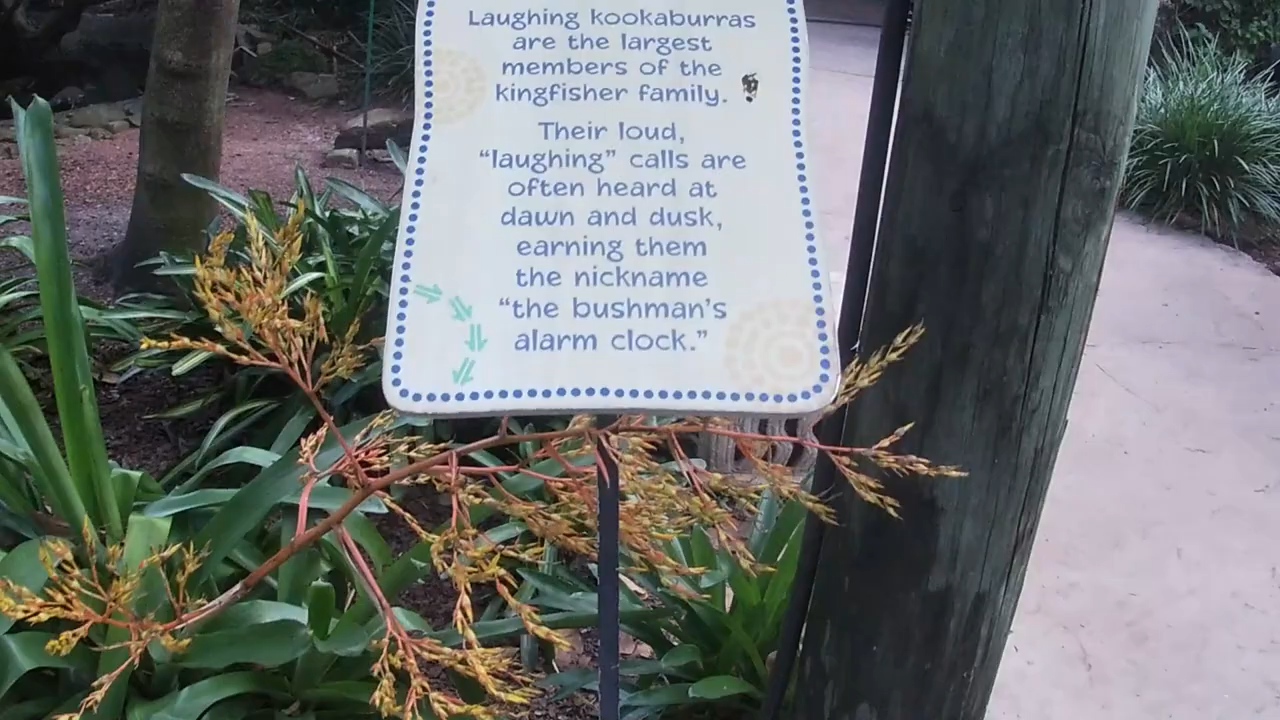 Laughing kookaburras
are the largest
members of the
kingfisher family.
Their loud,
“laughing” calls are
often heard at
dawn and dusk,
earning them
the nickname
“the bushman’s
alarm clock.”